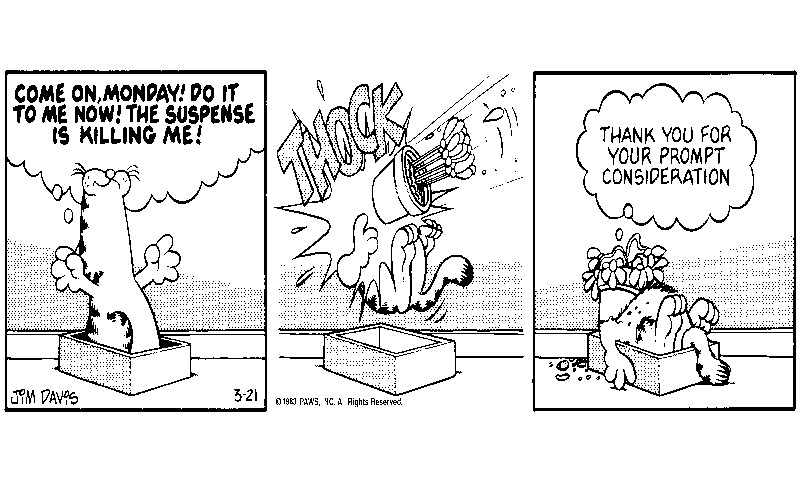 COME ON, MONDAY! DO IT
TO ME NOW! THE SUSPENSE
IS KILLING ME!
JIM DAVIS
3-21
THOCK
© 1983 PAWS, INC. All Rights Reserved.
THANK YOU FOR
YOUR PROMPT
CONSIDERATION